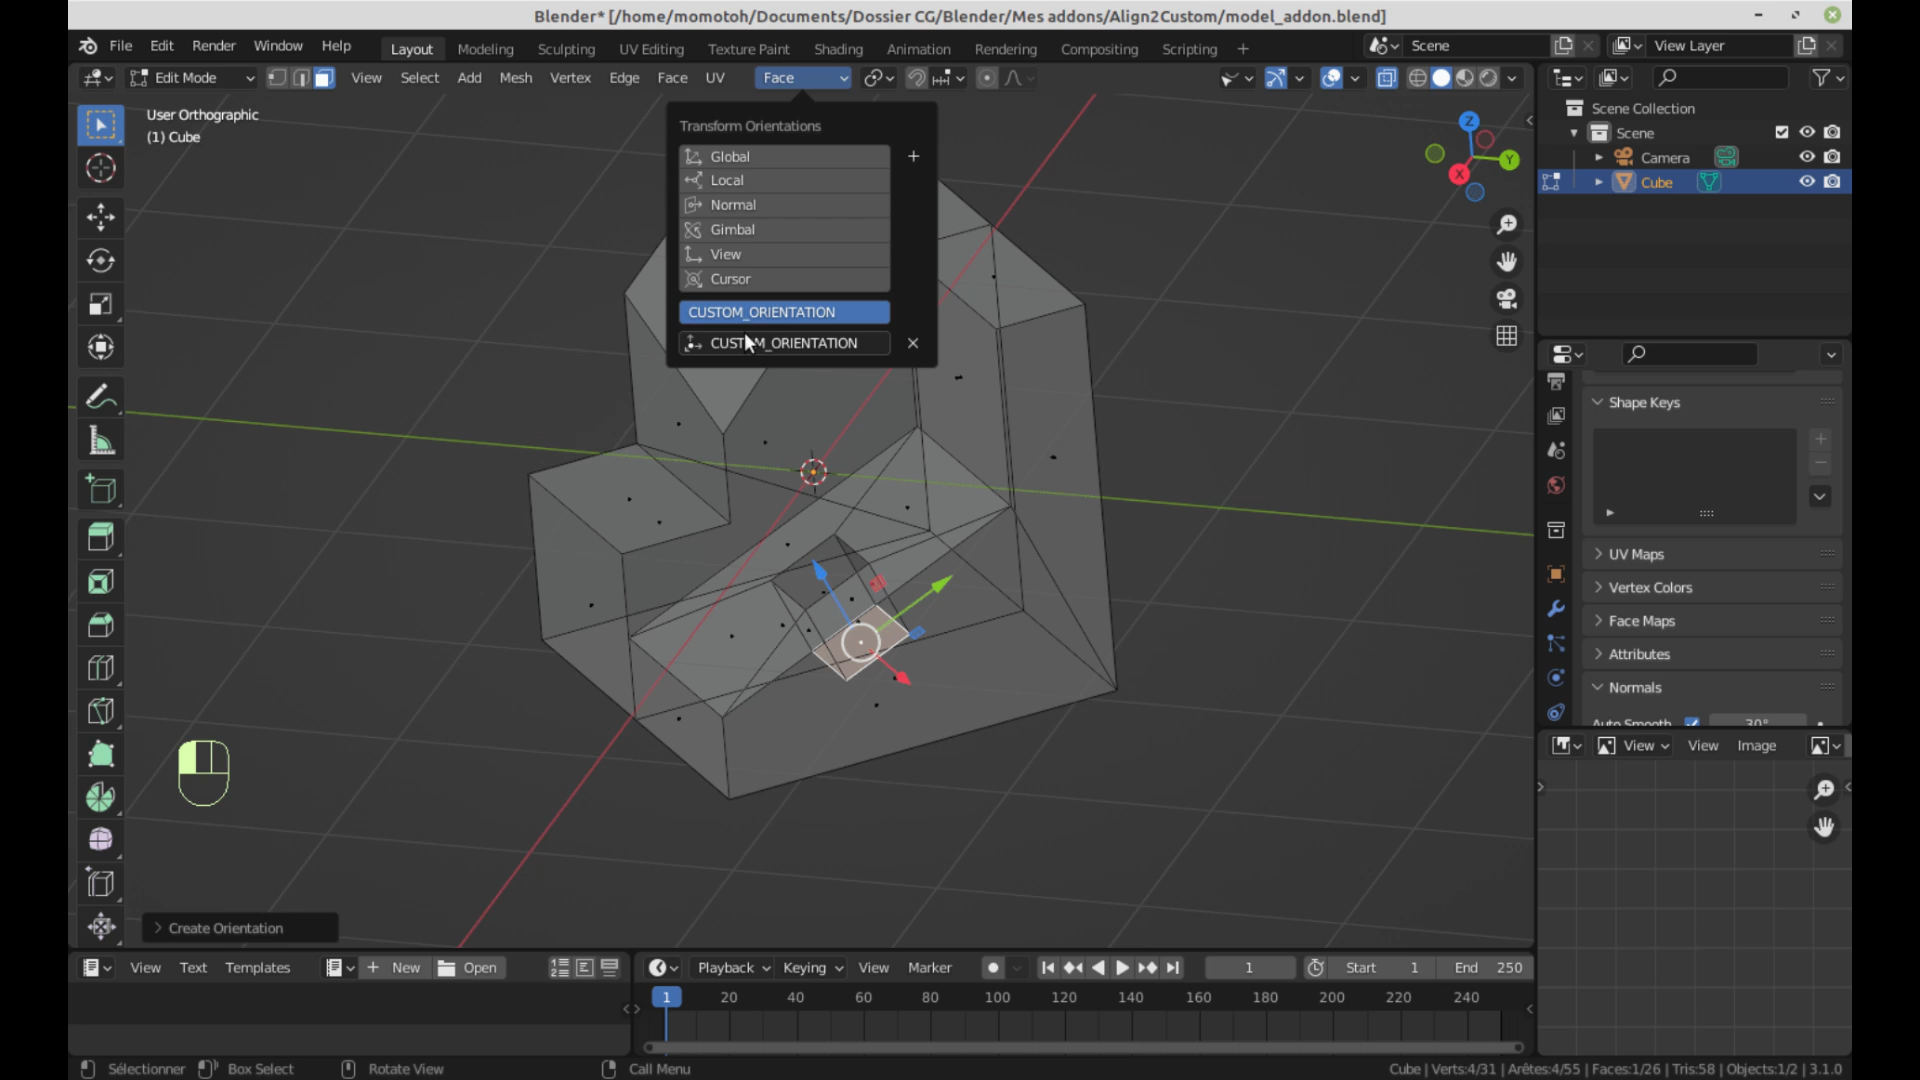 Blender* [/home/momotoh/Documents/Dossier CG/Blender/Mes addons/Align2Custom/model_addon.blend]
File Edit Render Window Help Layout Modeling Sculpting UV Editing Texture Paint Shading Animation Rendering Compositing Scripting + Scene View Layer
Edit Mode View Select Add Mesh Vertex Edge Face UV Face
User Orthographic
(1) Cube
Transform Orientations
Global
Local
Normal
Gimbal
View
Cursor
CUSTOM_ORIENTATION
CUSTOM_ORIENTATION
Z
Y
X
Scene Collection
Scene
Camera
Cube
Shape Keys
UV Maps
Vertex Colors
Face Maps
Attributes
Normals
Auto Smooth 30°
View View Image
Create Orientation
View Text Templates New Open
Playback Keying View Marker 1 Start 1 End 250
1 20 40 60 80 100 120 140 160 180 200 220 240
Sélectionner Box Select Rotate View Call Menu Cube | Verts:4/31 | Arêtes:4/55 | Faces:1/26 | Tris:58 | Objects:1/2 | 3.1.0